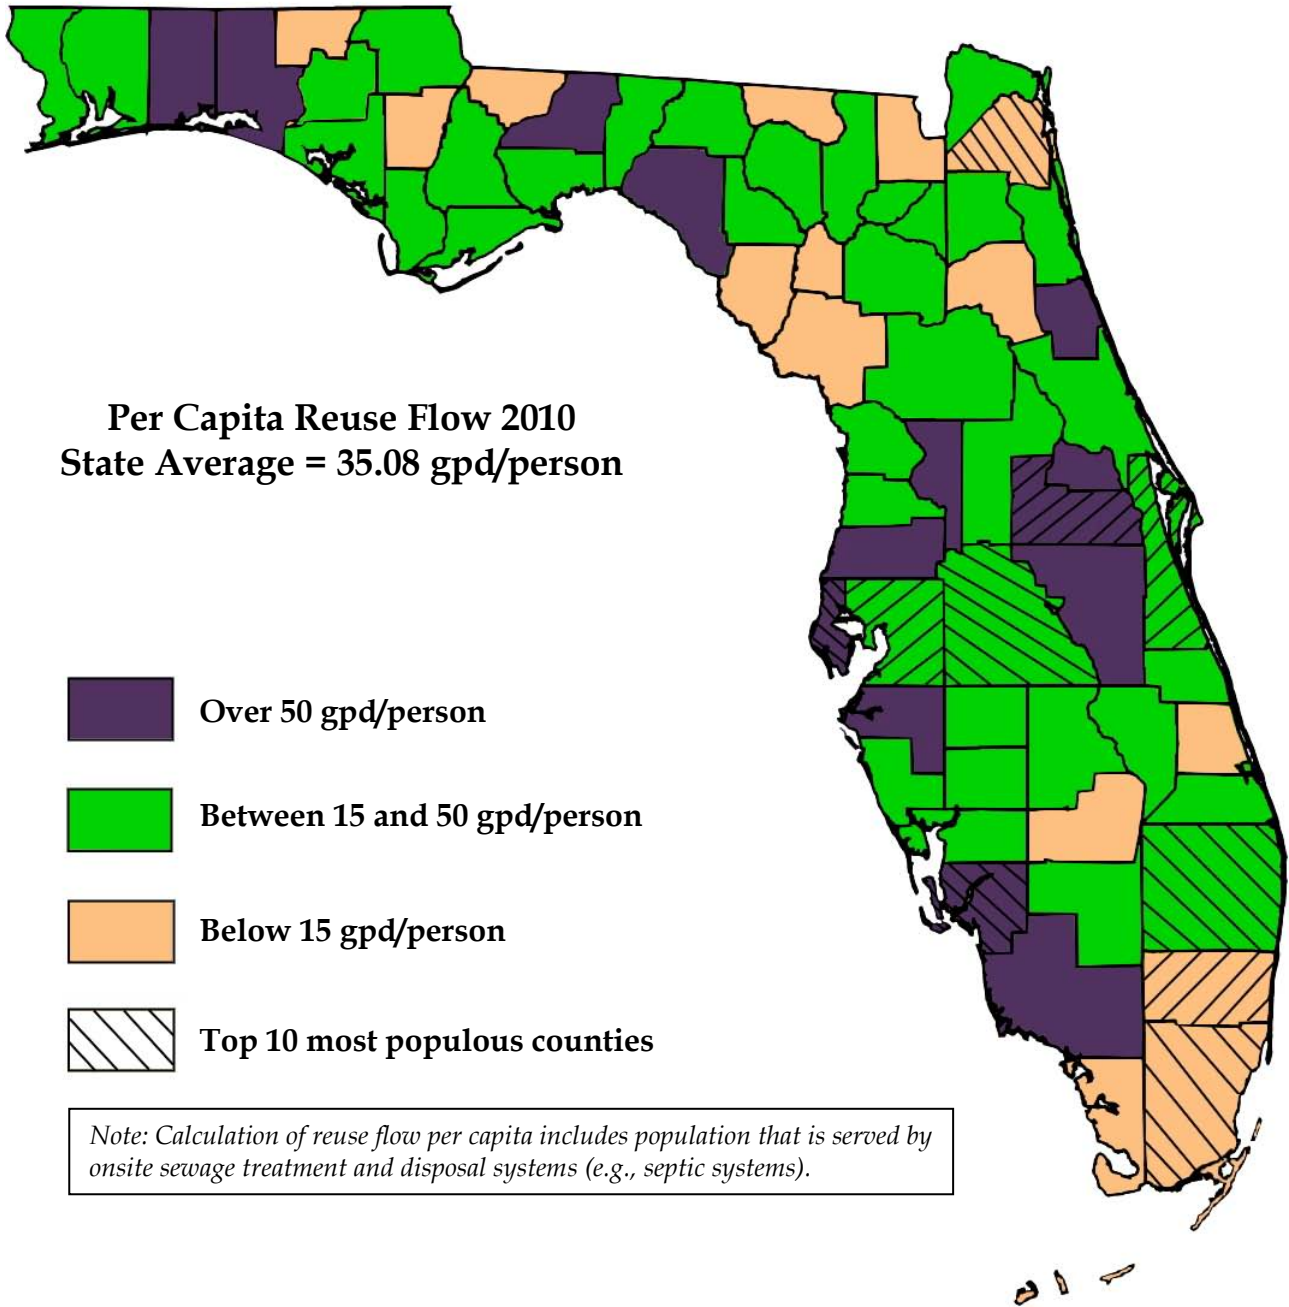 Per Capita Reuse Flow 2010
State Average = 35.08 gpd/person
Over 50 gpd/person
Between 15 and 50 gpd/person
Below 15 gpd/person
Top 10 most populous counties
Note: Calculation of reuse flow per capita includes population that is served by
onsite sewage treatment and disposal systems (e.g., septic systems).